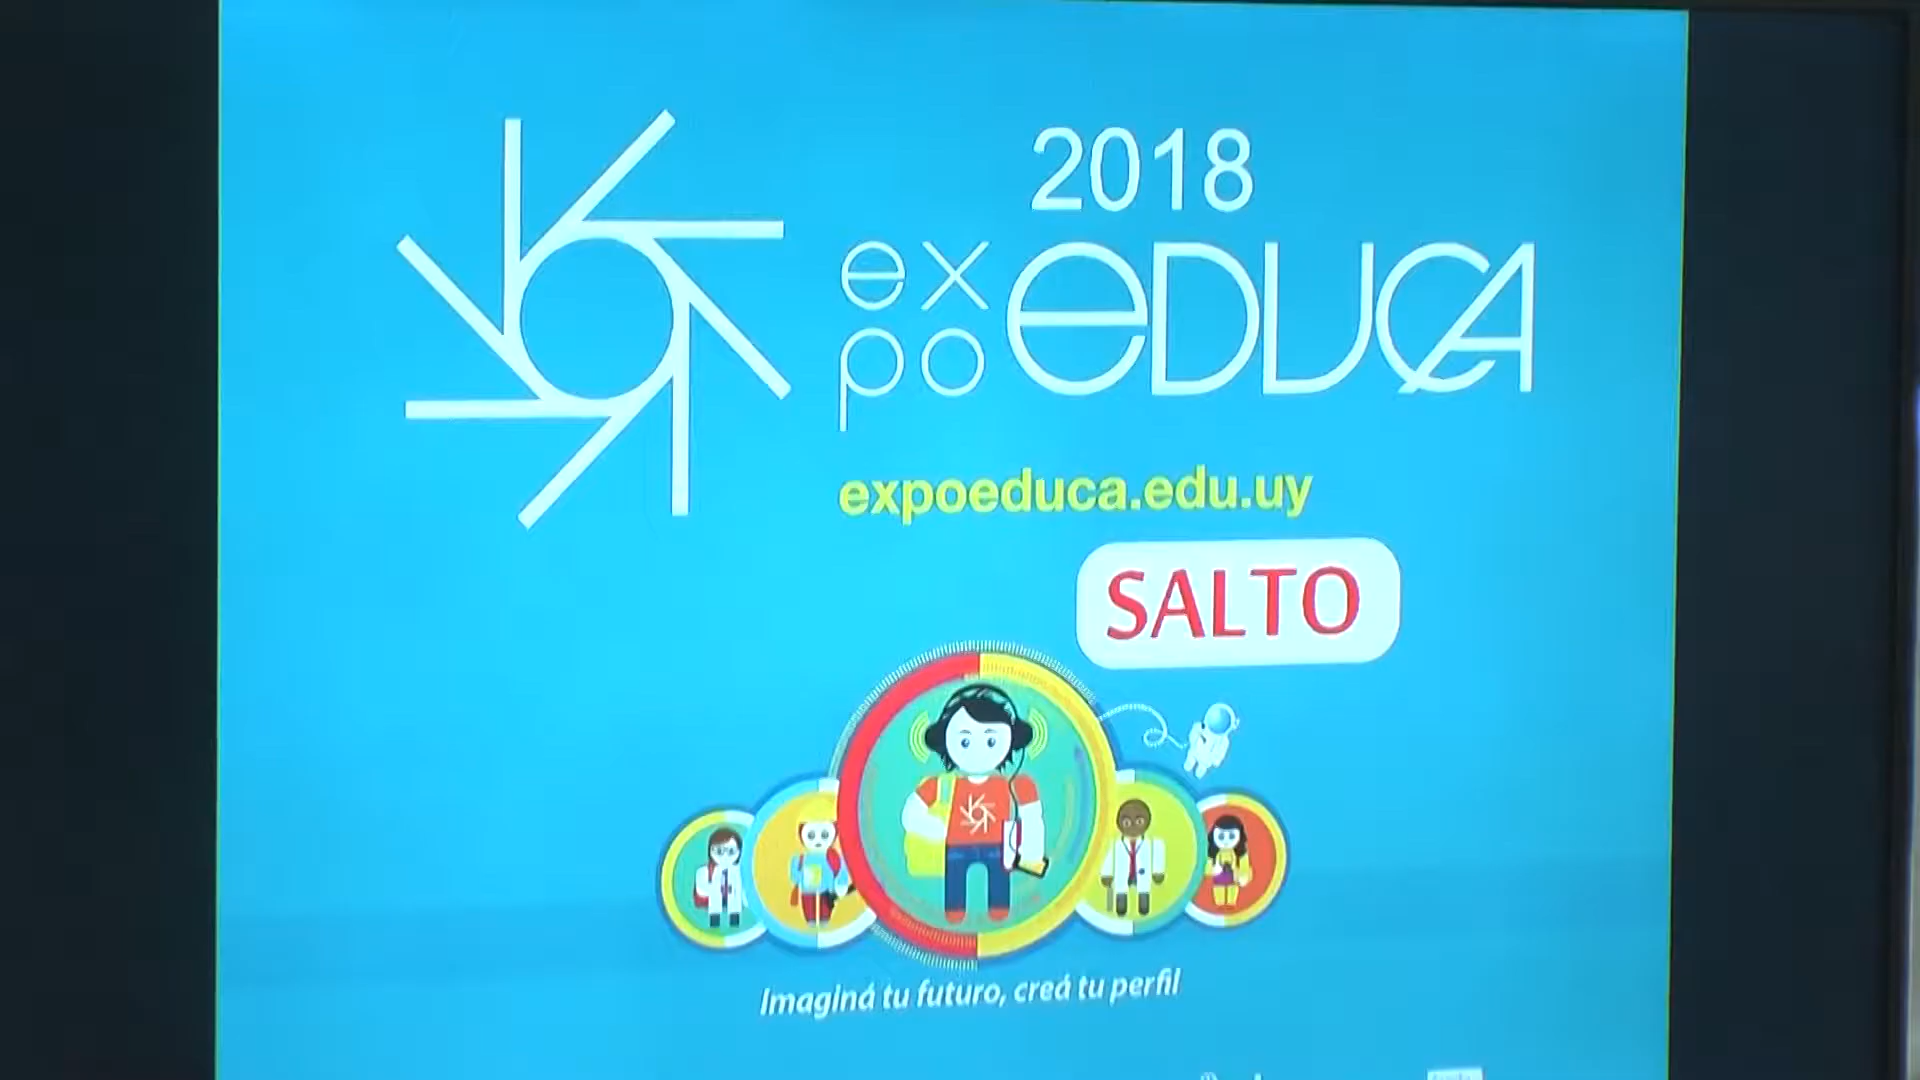 2018
expo eDUCA
expoeduca.edu.uy
SALTO
Imaginá tu futuro, creá tu perfil